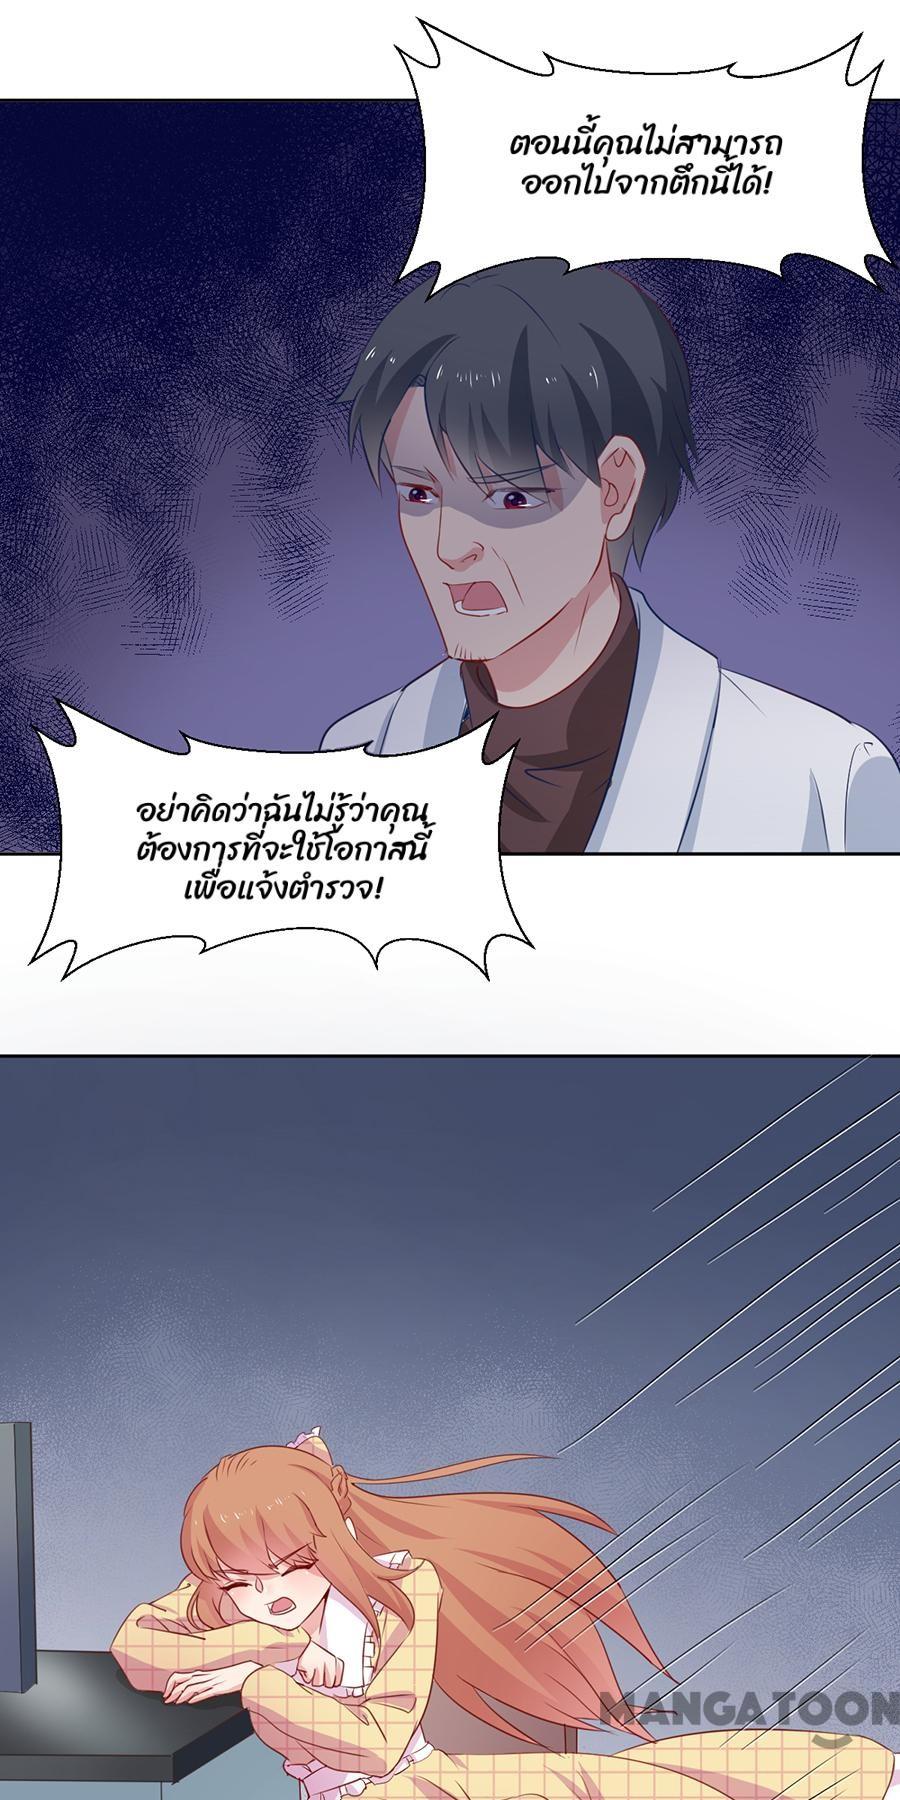 ตอนนี้คุณไม่สามารถ
ออกไปจากตึกนี้ได้!
อย่าคิดว่าฉันไม่รู้ว่าคุณ
ต้องการที่จะใช้โอกาสนี้
เพื่อแจ้งตำรวจ!
MANGATOON